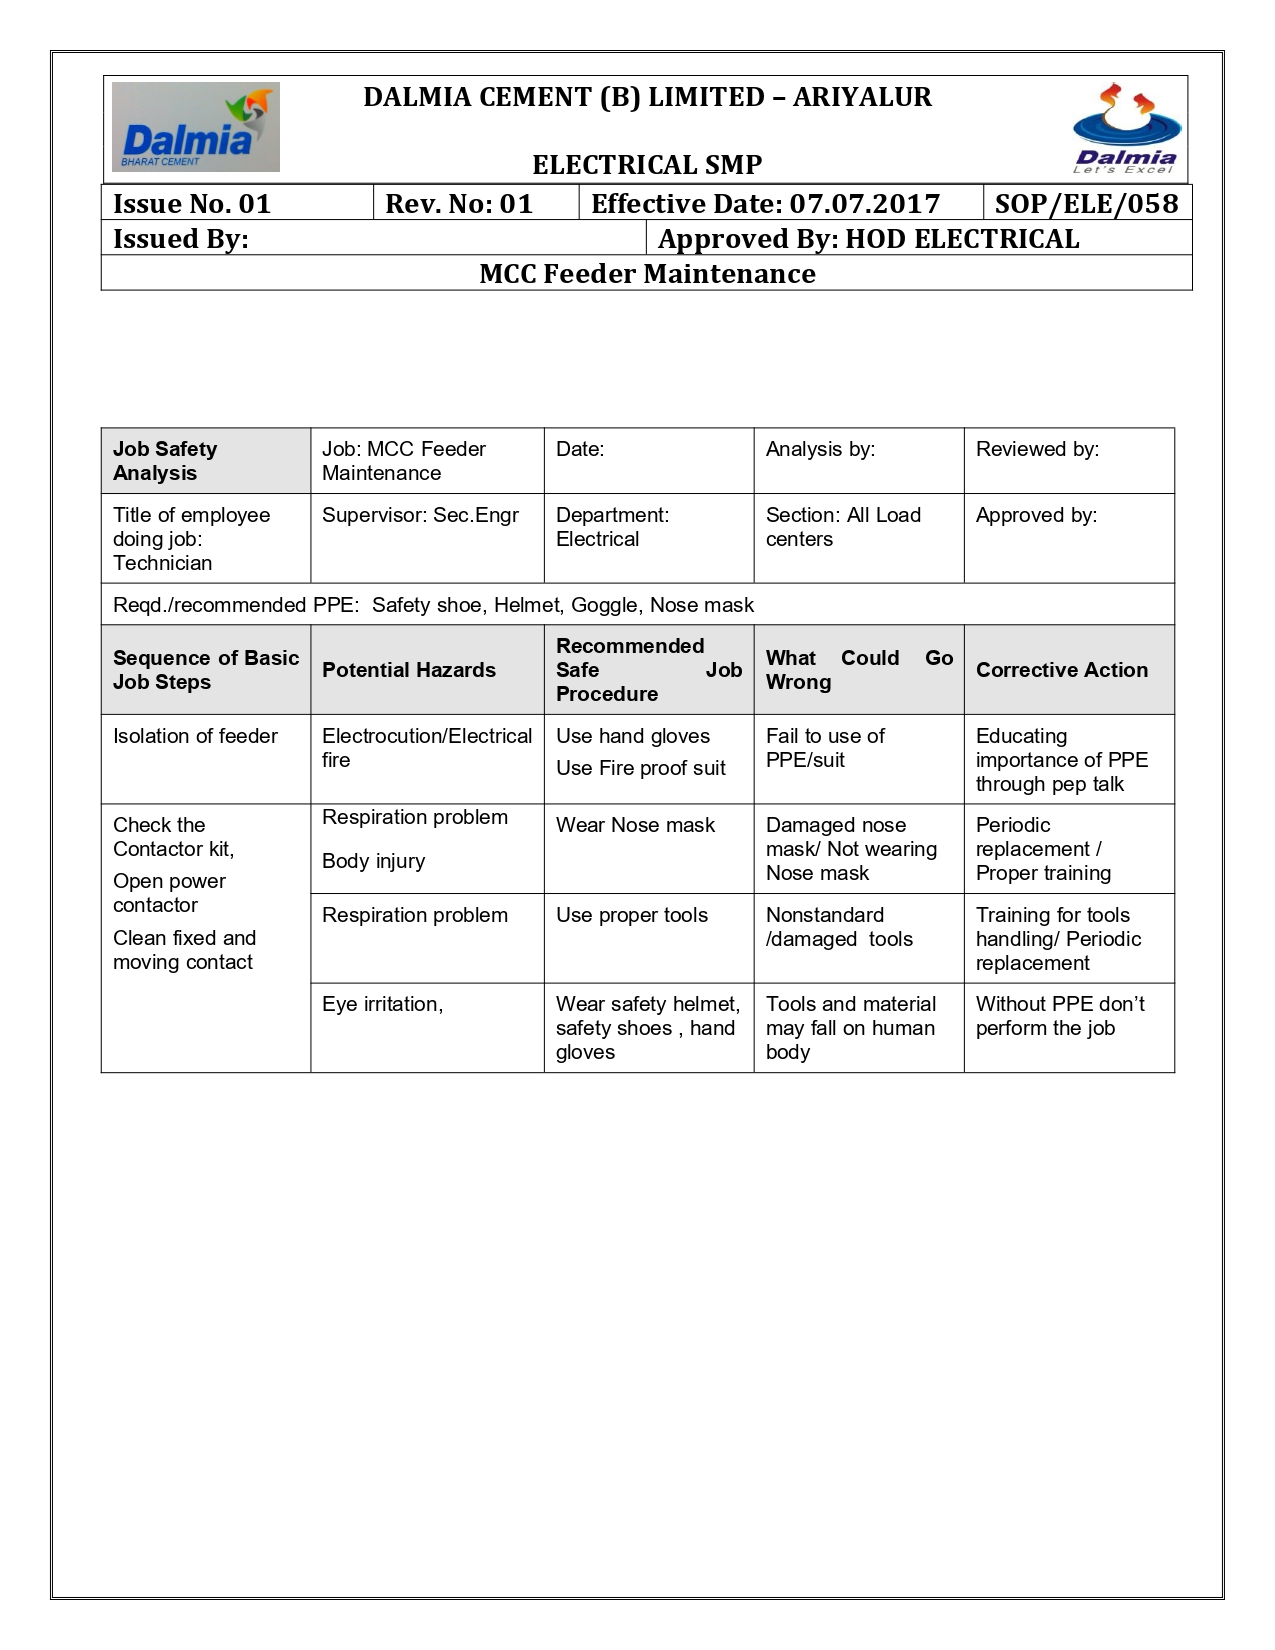 Dalmia
BHARAT CEMENT
DALMIA CEMENT (B) LIMITED – ARIYALUR
ELECTRICAL SMP
Dalmia
Let's Excel
Issue No. 01 Rev. No: 01 Effective Date: 07.07.2017 SOP/ELE/058
Issued By: Approved By: HOD ELECTRICAL
MCC Feeder Maintenance
Job Safety
Analysis
Job: MCC Feeder
Maintenance
Date:
Analysis by:
Reviewed by:
Title of employee
doing job:
Technician
Supervisor: Sec.Engr
Department:
Electrical
Section: All Load
centers
Approved by:
Reqd./recommended PPE:  Safety shoe, Helmet, Goggle, Nose mask
Sequence of Basic
Job Steps
Potential Hazards
Recommended
Safe Job
Procedure
What Could Go
Wrong
Corrective Action
Isolation of feeder
Electrocution/Electrical
fire
Use hand gloves
Use Fire proof suit
Fail to use of
PPE/suit
Educating
importance of PPE
through pep talk
Check the
Contactor kit,
Open power
contactor
Clean fixed and
moving contact
Respiration problem
Body injury
Wear Nose mask
Damaged nose
mask/ Not wearing
Nose mask
Periodic
replacement /
Proper training
Respiration problem
Use proper tools
Nonstandard
/damaged  tools
Training for tools
handling/ Periodic
replacement
Eye irritation,
Wear safety helmet,
safety shoes , hand
gloves
Tools and material
may fall on human
body
Without PPE don’t
perform the job